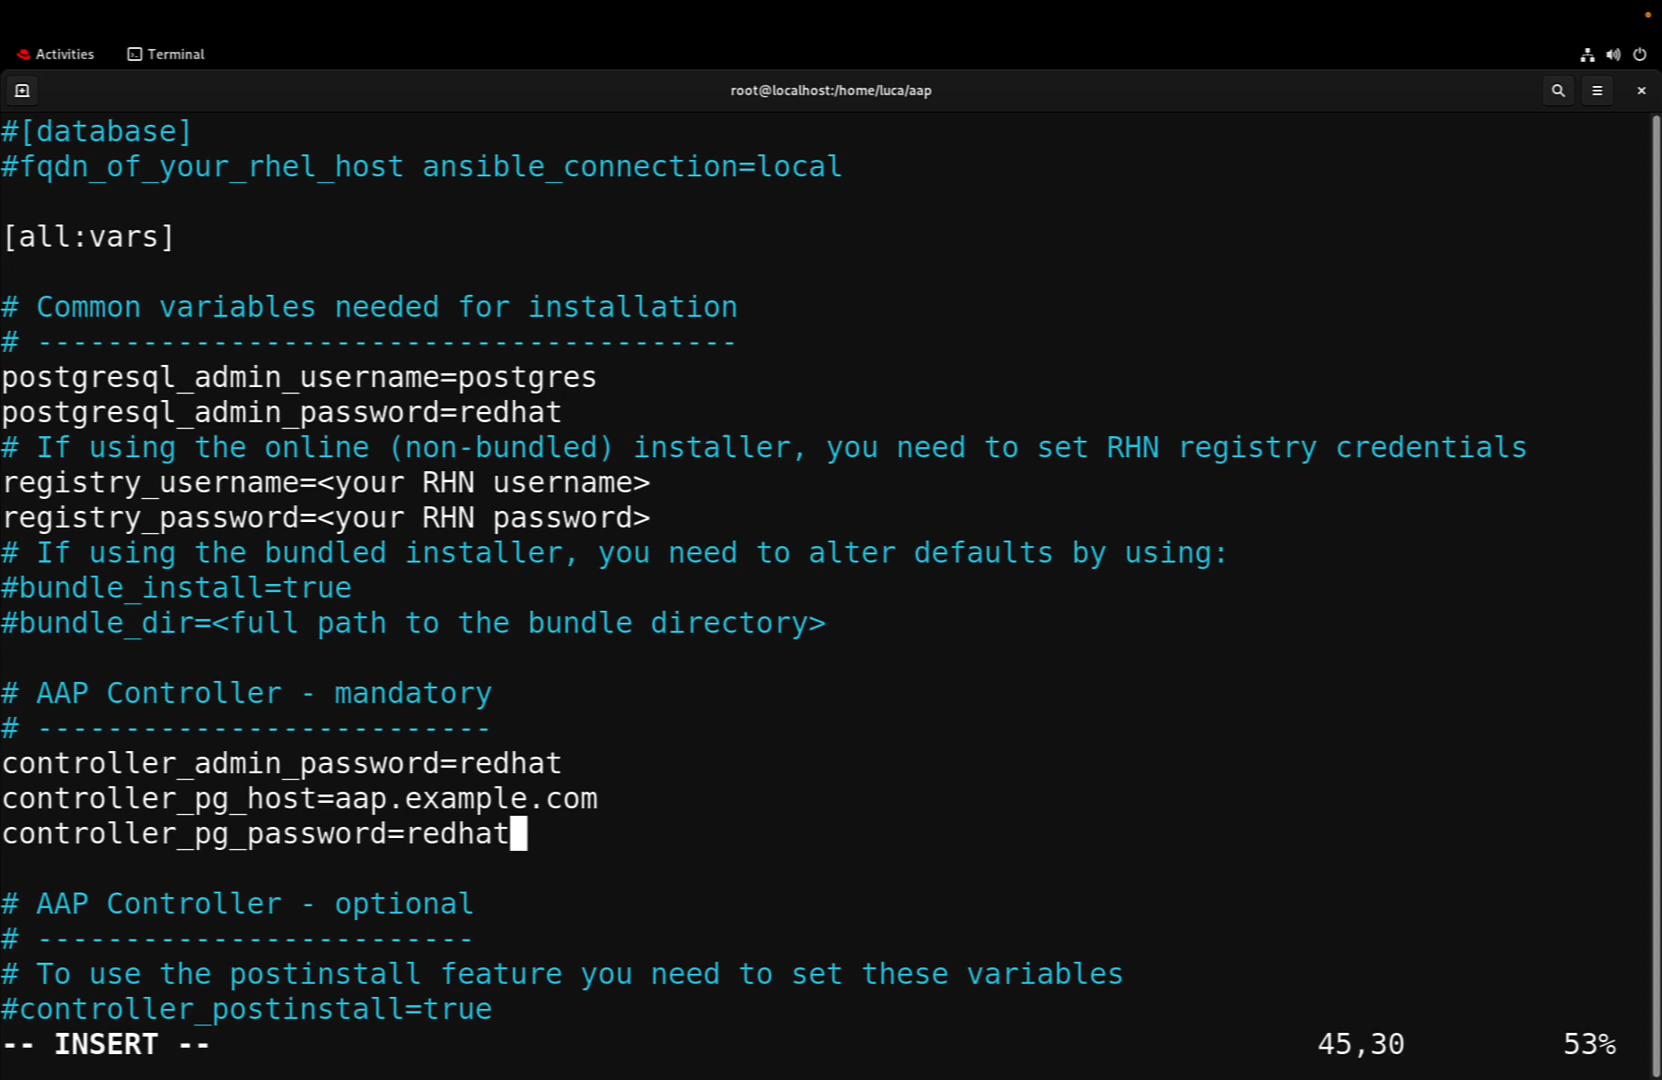 Activities
Terminal
root@localhost:/home/luca/aap
#[database]
#fqdn_of_your_rhel_host ansible_connection=local
[all:vars]
# Common variables needed for installation
# ----------------------------------------
postgresql_admin_username=postgres
postgresql_admin_password=redhat
# If using the online (non-bundled) installer, you need to set RHN registry credentials
registry_username=<your RHN username>
registry_password=<your RHN password>
# If using the bundled installer, you need to alter defaults by using:
#bundle_install=true
#bundle_dir=<full path to the bundle directory>
# AAP Controller - mandatory
# --------------------------
controller_admin_password=redhat
controller_pg_host=aap.example.com
controller_pg_password=redhat
# AAP Controller - optional
# -------------------------
# To use the postinstall feature you need to set these variables
#controller_postinstall=true
-- INSERT -- 45,30 53%